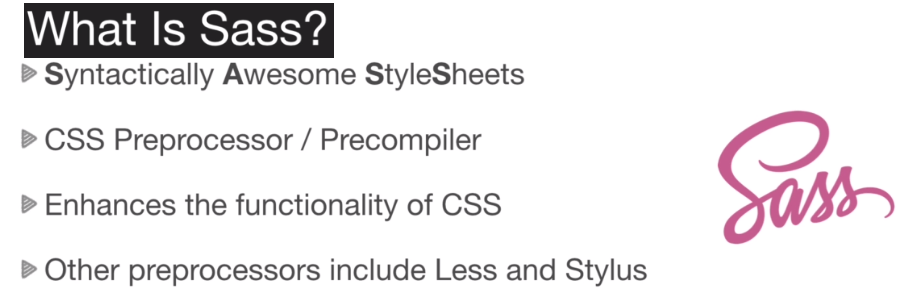 What Is Sass?
Syntactically Awesome StyleSheets
CSS Preprocessor / Precompiler
Enhances the functionality of CSS
Sass
Other preprocessors include Less and Stylus